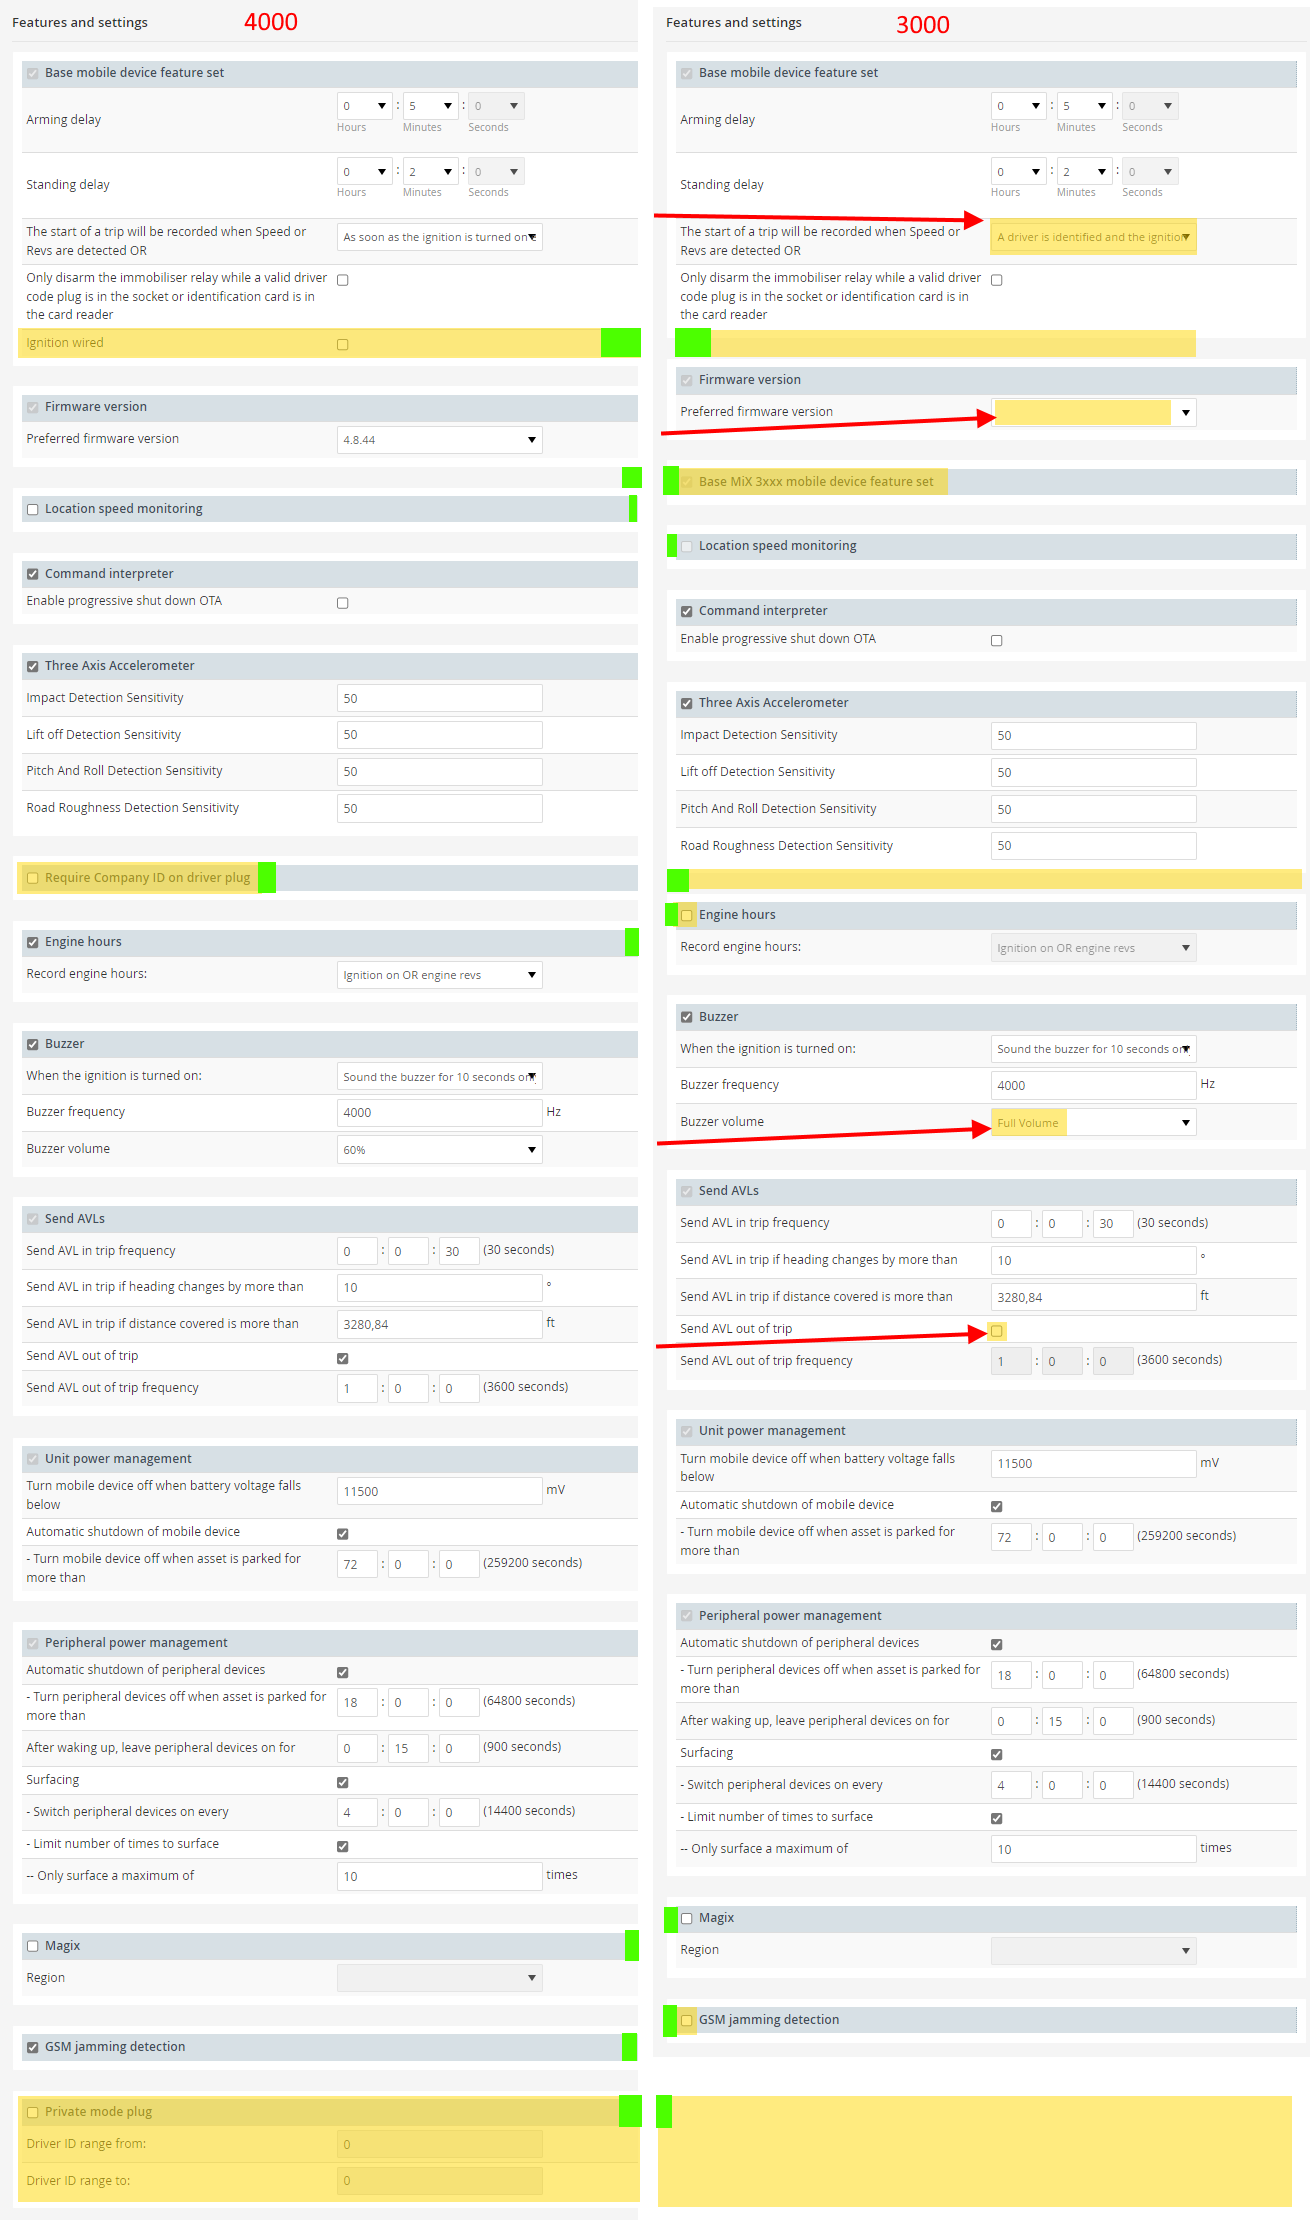 Features and settings
4000
Base mobile device feature set
Arming delay
0 : 5 : 0
Hours Minutes Seconds
Standing delay
0 : 2 : 0
Hours Minutes Seconds
The start of a trip will be recorded when Speed or
Revs are detected OR
As soon as the ignition is turned on
Only disarm the immobiliser relay while a valid driver
code plug is in the socket or identification card is in
the card reader
Ignition wired
Firmware version
Preferred firmware version 4.8.44
Location speed monitoring
Command interpreter
Enable progressive shut down OTA
Three Axis Accelerometer
Impact Detection Sensitivity 50
Lift off Detection Sensitivity 50
Pitch And Roll Detection Sensitivity 50
Road Roughness Detection Sensitivity 50
Require Company ID on driver plug
Engine hours
Record engine hours: Ignition on OR engine revs
Buzzer
When the ignition is turned on: Sound the buzzer for 10 seconds on
Buzzer frequency 4000 Hz
Buzzer volume 60%
Send AVLs
Send AVL in trip frequency 0 : 0 : 30 (30 seconds)
Send AVL in trip if heading changes by more than 10 °
Send AVL in trip if distance covered is more than 3280,84 ft
Send AVL out of trip
Send AVL out of trip frequency 1 : 0 : 0 (3600 seconds)
Unit power management
Turn mobile device off when battery voltage falls
below
11500 mV
Automatic shutdown of mobile device
- Turn mobile device off when asset is parked for
more than
72 : 0 : 0 (259200 seconds)
Peripheral power management
Automatic shutdown of peripheral devices
- Turn peripheral devices off when asset is parked for
more than
18 : 0 : 0 (64800 seconds)
After waking up, leave peripheral devices on for 0 : 15 : 0 (900 seconds)
Surfacing
- Switch peripheral devices on every 4 : 0 : 0 (14400 seconds)
- Limit number of times to surface
-- Only surface a maximum of 10 times
Magix
Region
GSM jamming detection
Private mode plug
Driver ID range from: 0
Driver ID range to: 0
Features and settings
3000
Base mobile device feature set
Arming delay
0 : 5 : 0
Hours Minutes Seconds
Standing delay
0 : 2 : 0
Hours Minutes Seconds
The start of a trip will be recorded when Speed or
Revs are detected OR
A driver is identified and the ignition
Only disarm the immobiliser relay while a valid driver
code plug is in the socket or identification card is in
the card reader
Firmware version
Preferred firmware version
Base MiX 3xxx mobile device feature set
Location speed monitoring
Command interpreter
Enable progressive shut down OTA
Three Axis Accelerometer
Impact Detection Sensitivity 50
Lift off Detection Sensitivity 50
Pitch And Roll Detection Sensitivity 50
Road Roughness Detection Sensitivity 50
Engine hours
Record engine hours: Ignition on OR engine revs
Buzzer
When the ignition is turned on: Sound the buzzer for 10 seconds on
Buzzer frequency 4000 Hz
Buzzer volume Full Volume
Send AVLs
Send AVL in trip frequency 0 : 0 : 30 (30 seconds)
Send AVL in trip if heading changes by more than 10 °
Send AVL in trip if distance covered is more than 3280,84 ft
Send AVL out of trip
Send AVL out of trip frequency 1 : 0 : 0 (3600 seconds)
Unit power management
Turn mobile device off when battery voltage falls
below
11500 mV
Automatic shutdown of mobile device
- Turn mobile device off when asset is parked for
more than
72 : 0 : 0 (259200 seconds)
Peripheral power management
Automatic shutdown of peripheral devices
- Turn peripheral devices off when asset is parked for
more than
18 : 0 : 0 (64800 seconds)
After waking up, leave peripheral devices on for 0 : 15 : 0 (900 seconds)
Surfacing
- Switch peripheral devices on every 4 : 0 : 0 (14400 seconds)
- Limit number of times to surface
-- Only surface a maximum of 10 times
Magix
Region
GSM jamming detection